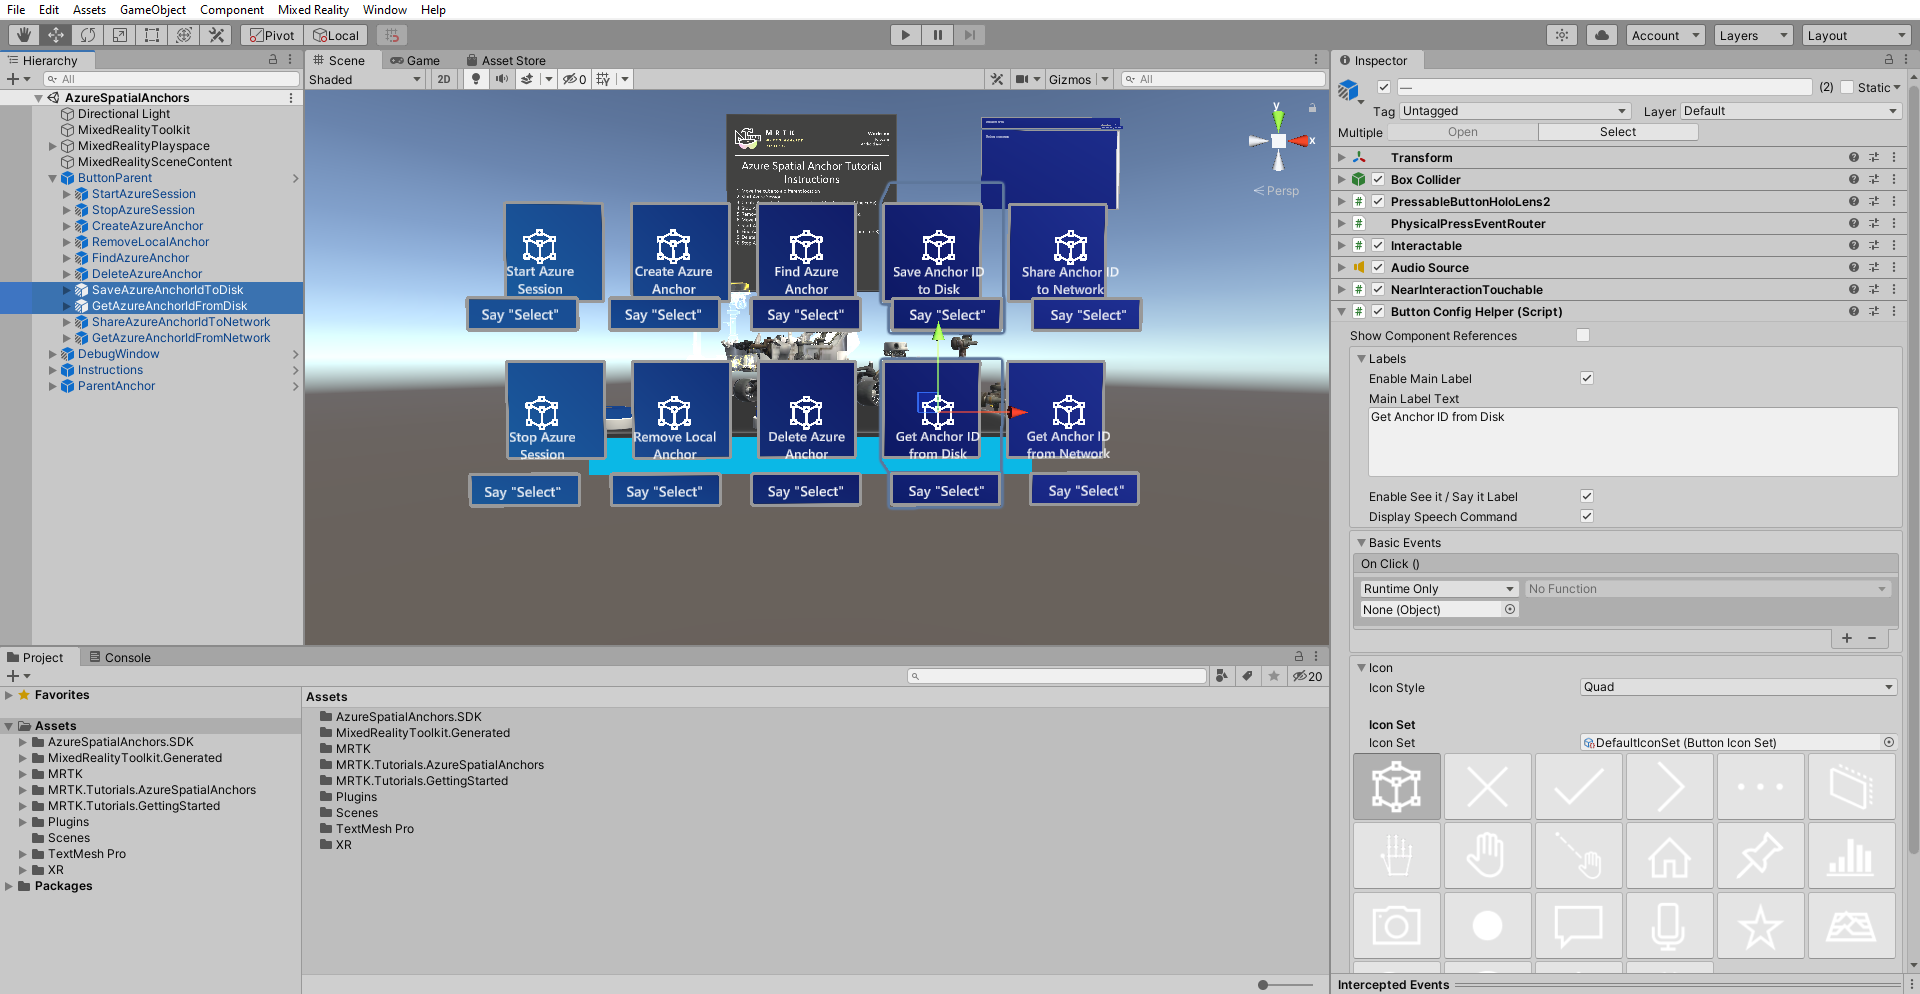 File Edit Assets GameObject Component Mixed Reality Window Help
Pivot Local Account Layers Layout
Hierarchy
All
AzureSpatialAnchors
Directional Light
MixedRealityToolkit
MixedRealityPlayspace
MixedRealitySceneContent
ButtonParent
StartAzureSession
StopAzureSession
CreateAzureAnchor
RemoveLocalAnchor
FindAzureAnchor
DeleteAzureAnchor
SaveAzureAnchorIdToDisk
GetAzureAnchorIdFromDisk
ShareAzureAnchorIdToNetwork
GetAzureAnchorIdFromNetwork
DebugWindow
Instructions
ParentAnchor
Scene Game Asset Store
Shaded 2D 0 Gizmos All
y
x
Persp
MRTK
Azure Spatial Anchor Tutorial
Instructions
Start Azure
Session
Create Azure
Anchor
Find Azure
Anchor
Save Anchor ID
to Disk
Share Anchor ID
to Network
Say "Select" Say "Select" Say "Select" Say "Select" Say "Select"
Stop Azure
Session
Remove Local
Anchor
Delete Azure
Anchor
Get Anchor ID
from Disk
Get Anchor ID
from Network
Say "Select" Say "Select" Say "Select" Say "Select" Say "Select"
Inspector
— (2) Static
Tag Untagged Layer Default
Multiple Open Select
Transform
Box Collider
PressableButtonHoloLens2
PhysicalPressEventRouter
Interactable
Audio Source
NearInteractionTouchable
Button Config Helper (Script)
Show Component References
Labels
Enable Main Label
Main Label Text
Get Anchor ID from Disk
Enable See it / Say it Label
Display Speech Command
Basic Events
On Click ()
Runtime Only No Function
None (Object)
Icon
Icon Style Quad
Icon Set
Icon Set DefaultIconSet (Button Icon Set)
Intercepted Events
Project Console
20
Favorites
Assets
AzureSpatialAnchors.SDK
MixedRealityToolkit.Generated
MRTK
MRTK.Tutorials.AzureSpatialAnchors
MRTK.Tutorials.GettingStarted
Plugins
Scenes
TextMesh Pro
XR
Packages
Assets
AzureSpatialAnchors.SDK
MixedRealityToolkit.Generated
MRTK
MRTK.Tutorials.AzureSpatialAnchors
MRTK.Tutorials.GettingStarted
Plugins
Scenes
TextMesh Pro
XR